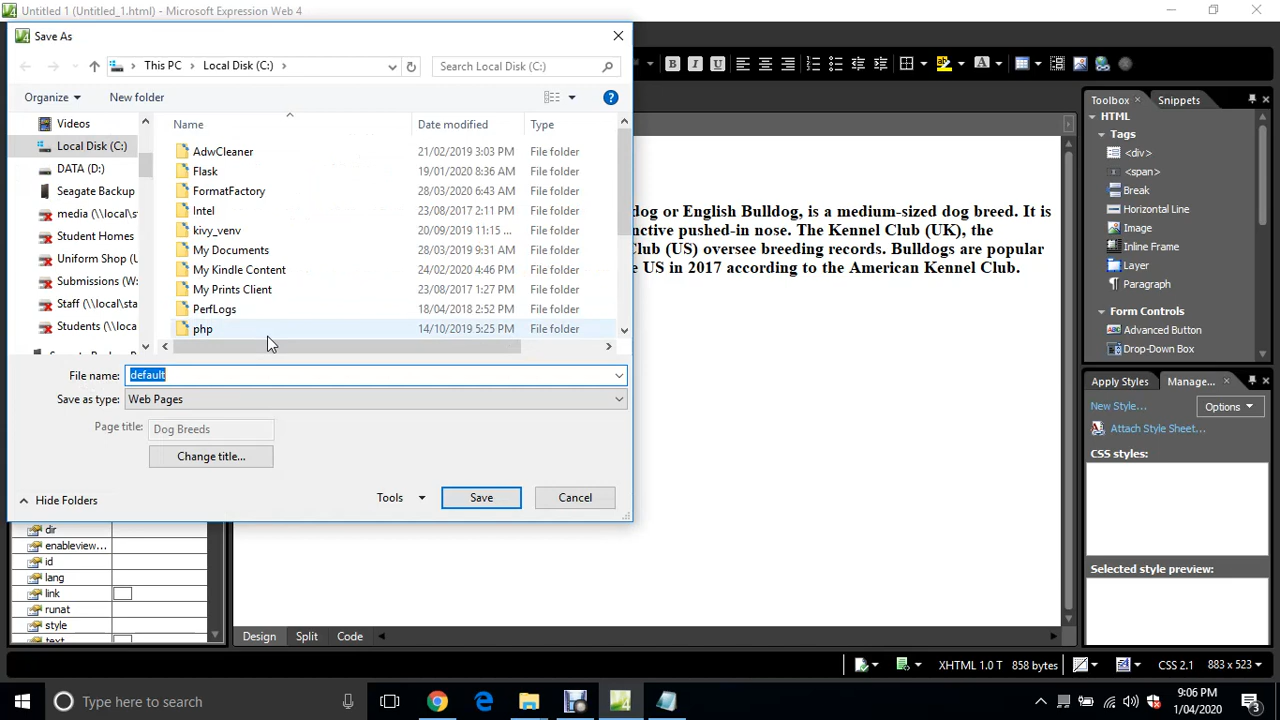 Untitled 1 (Untitled_1.html) - Microsoft Expression Web 4
Save As
This PC > Local Disk (C:) >
Search Local Disk (C:)
Organize
New folder
Videos
Local Disk (C:)
DATA (D:)
Seagate Backup
media (\\local\s
Student Homes
Uniform Shop (\
Staff (\\local\st
Students (\\loca
Name Date modified Type
AdwCleaner 21/02/2019 3:03 PM File folder
Flask 19/01/2020 8:36 AM File folder
FormatFactory 28/03/2020 6:43 AM File folder
Intel 23/08/2017 2:11 PM File folder
kivy_venv 20/09/2019 11:15 ... File folder
My Documents 28/03/2019 9:31 AM File folder
My Kindle Content 24/02/2020 4:46 PM File folder
My Prints Client 23/08/2017 1:27 PM File folder
PerfLogs 18/04/2018 2:52 PM File folder
php 14/10/2019 5:25 PM File folder
File name: default
Save as type: Web Pages
Page title: Dog Breeds
Change title...
Hide Folders
Tools
Save
Cancel
B I U
A
dog or English Bulldog, is a medium-sized dog breed. It is
nctive pushed-in nose. The Kennel Club (UK), the
Club (US) oversee breeding records. Bulldogs are popular
e US in 2017 according to the American Kennel Club.
Toolbox Snippets
HTML
Tags
<div>
<span>
Break
Horizontal Line
Image
Inline Frame
Layer
Paragraph
Form Controls
Advanced Button
Drop-Down Box
Apply Styles Manage...
New Style... Options
Attach Style Sheet...
CSS styles:
Selected style preview:
dir
enableview...
id
lang
link
runat
style
text
Design Split Code
XHTML 1.0 T 858 bytes CSS 2.1 883 x 523
Type here to search
9:06 PM
1/04/2020
3